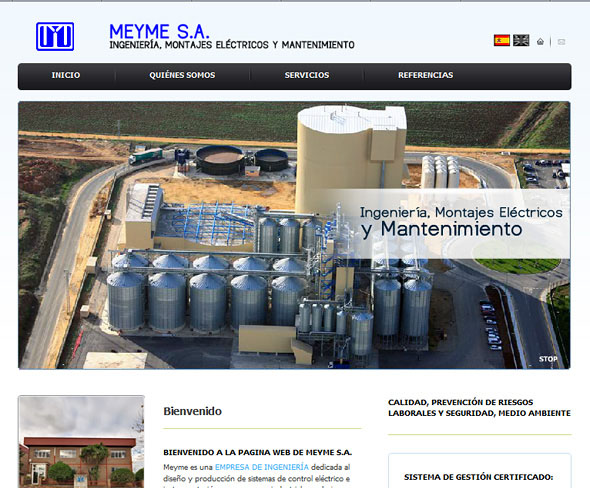 MEYME S.A.
INGENIERÍA, MONTAJES ELÉCTRICOS Y MANTENIMIENTO
INICIO
QUIÉNES SOMOS
SERVICIOS
REFERENCIAS
Ingeniería, Montajes Eléctricos
y Mantenimiento
STOP
Bienvenido
BIENVENIDO A LA PAGINA WEB DE MEYME S.A.
Meyme es una EMPRESA DE INGENIERÍA dedicada al
diseño y producción de sistemas de control eléctrico e
CALIDAD, PREVENCIÓN DE RIESGOS
LABORALES Y SEGURIDAD, MEDIO AMBIENTE
SISTEMA DE GESTIÓN CERTIFICADO: